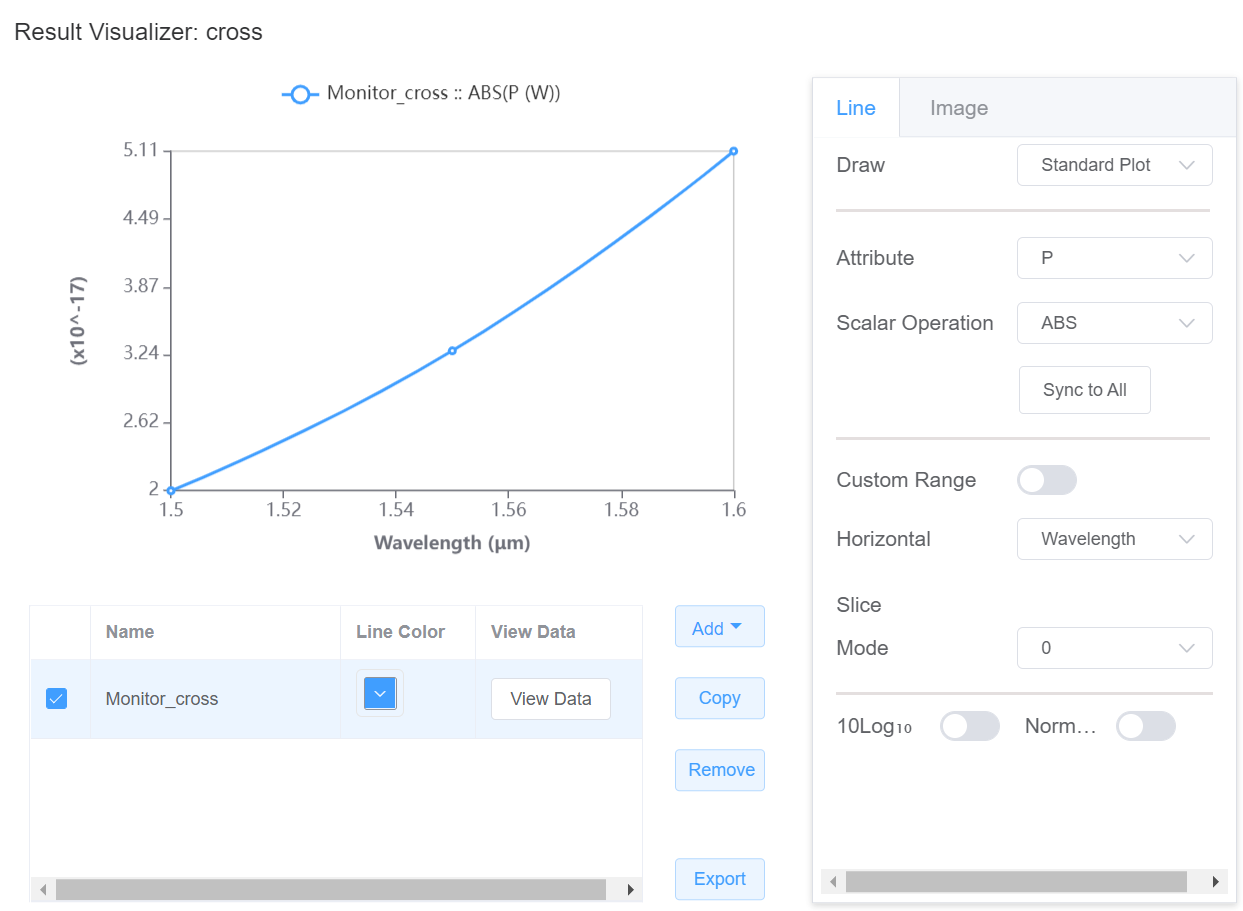 Result Visualizer: cross
Monitor_cross :: ABS(P (W))
5.11
4.49
3.87
3.24
2.62
2
(x10^-17)
1.5 1.52 1.54 1.56 1.58 1.6
Wavelength (μm)
Name Line Color View Data
Monitor_cross View Data
Add
Copy
Remove
Export
Line Image
Draw Standard Plot
Attribute P
Scalar Operation ABS
Sync to All
Custom Range
Horizontal Wavelength
Slice
Mode 0
10Log₁₀ Norm...